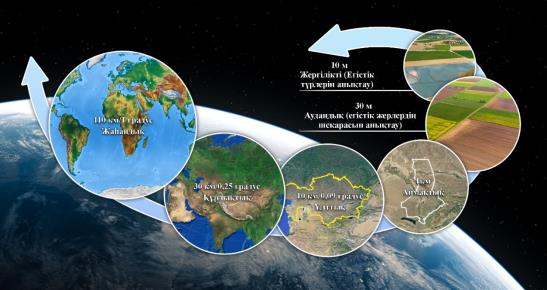 10 м
Жергілікті (Егістік
түрлерін анықтау)
30 м
Аудандық (егістік жерлердің
шекарасын анықтау)
110 км/1 градус
Жаһандық
30 км/0,25 градус
Құрлықтық
10 км/0,09 градус
Ұлттық
1 км
Аймақтық